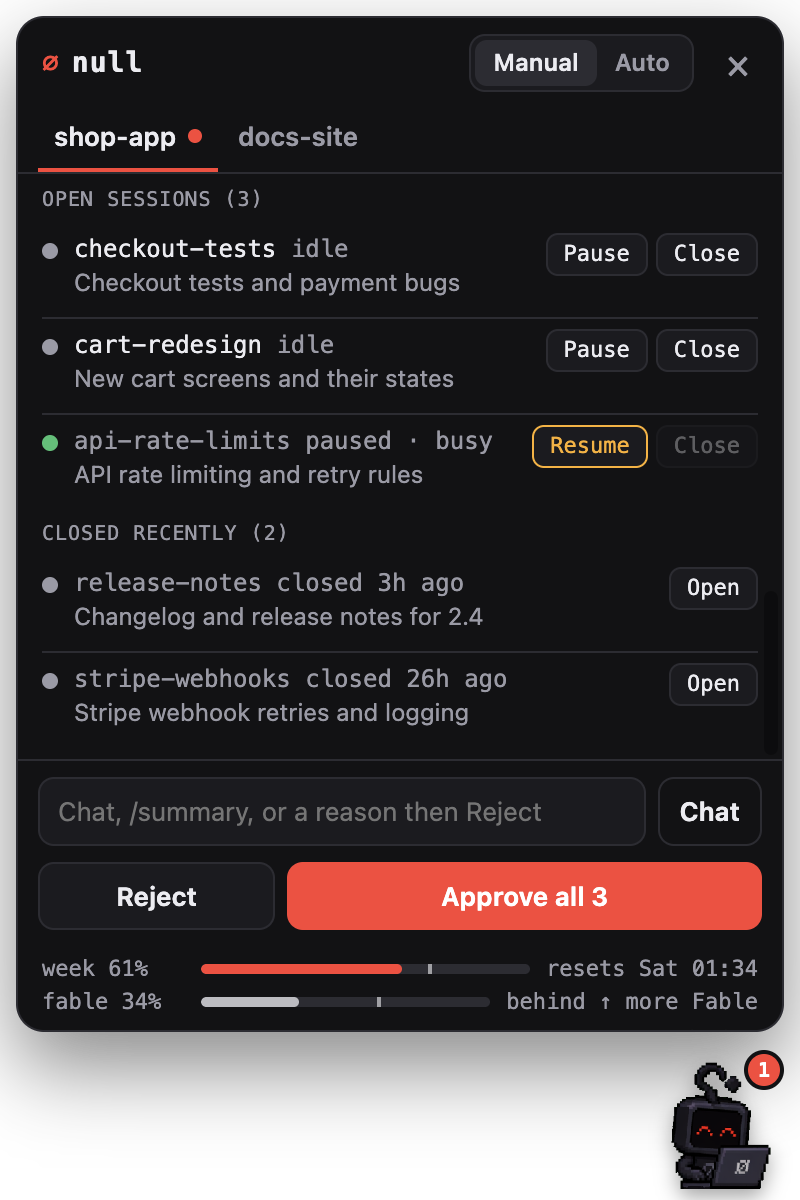 ø null
Manual Auto ×
shop-app docs-site
OPEN SESSIONS (3)
checkout-tests idle Pause Close
Checkout tests and payment bugs
cart-redesign idle Pause Close
New cart screens and their states
api-rate-limits paused · busy Resume Close
API rate limiting and retry rules
CLOSED RECENTLY (2)
release-notes closed 3h ago Open
Changelog and release notes for 2.4
stripe-webhooks closed 26h ago Open
Stripe webhook retries and logging
Chat, /summary, or a reason then Reject Chat
Reject Approve all 3
week 61% resets Sat 01:34
fable 34% behind ↑ more Fable
1
Ø